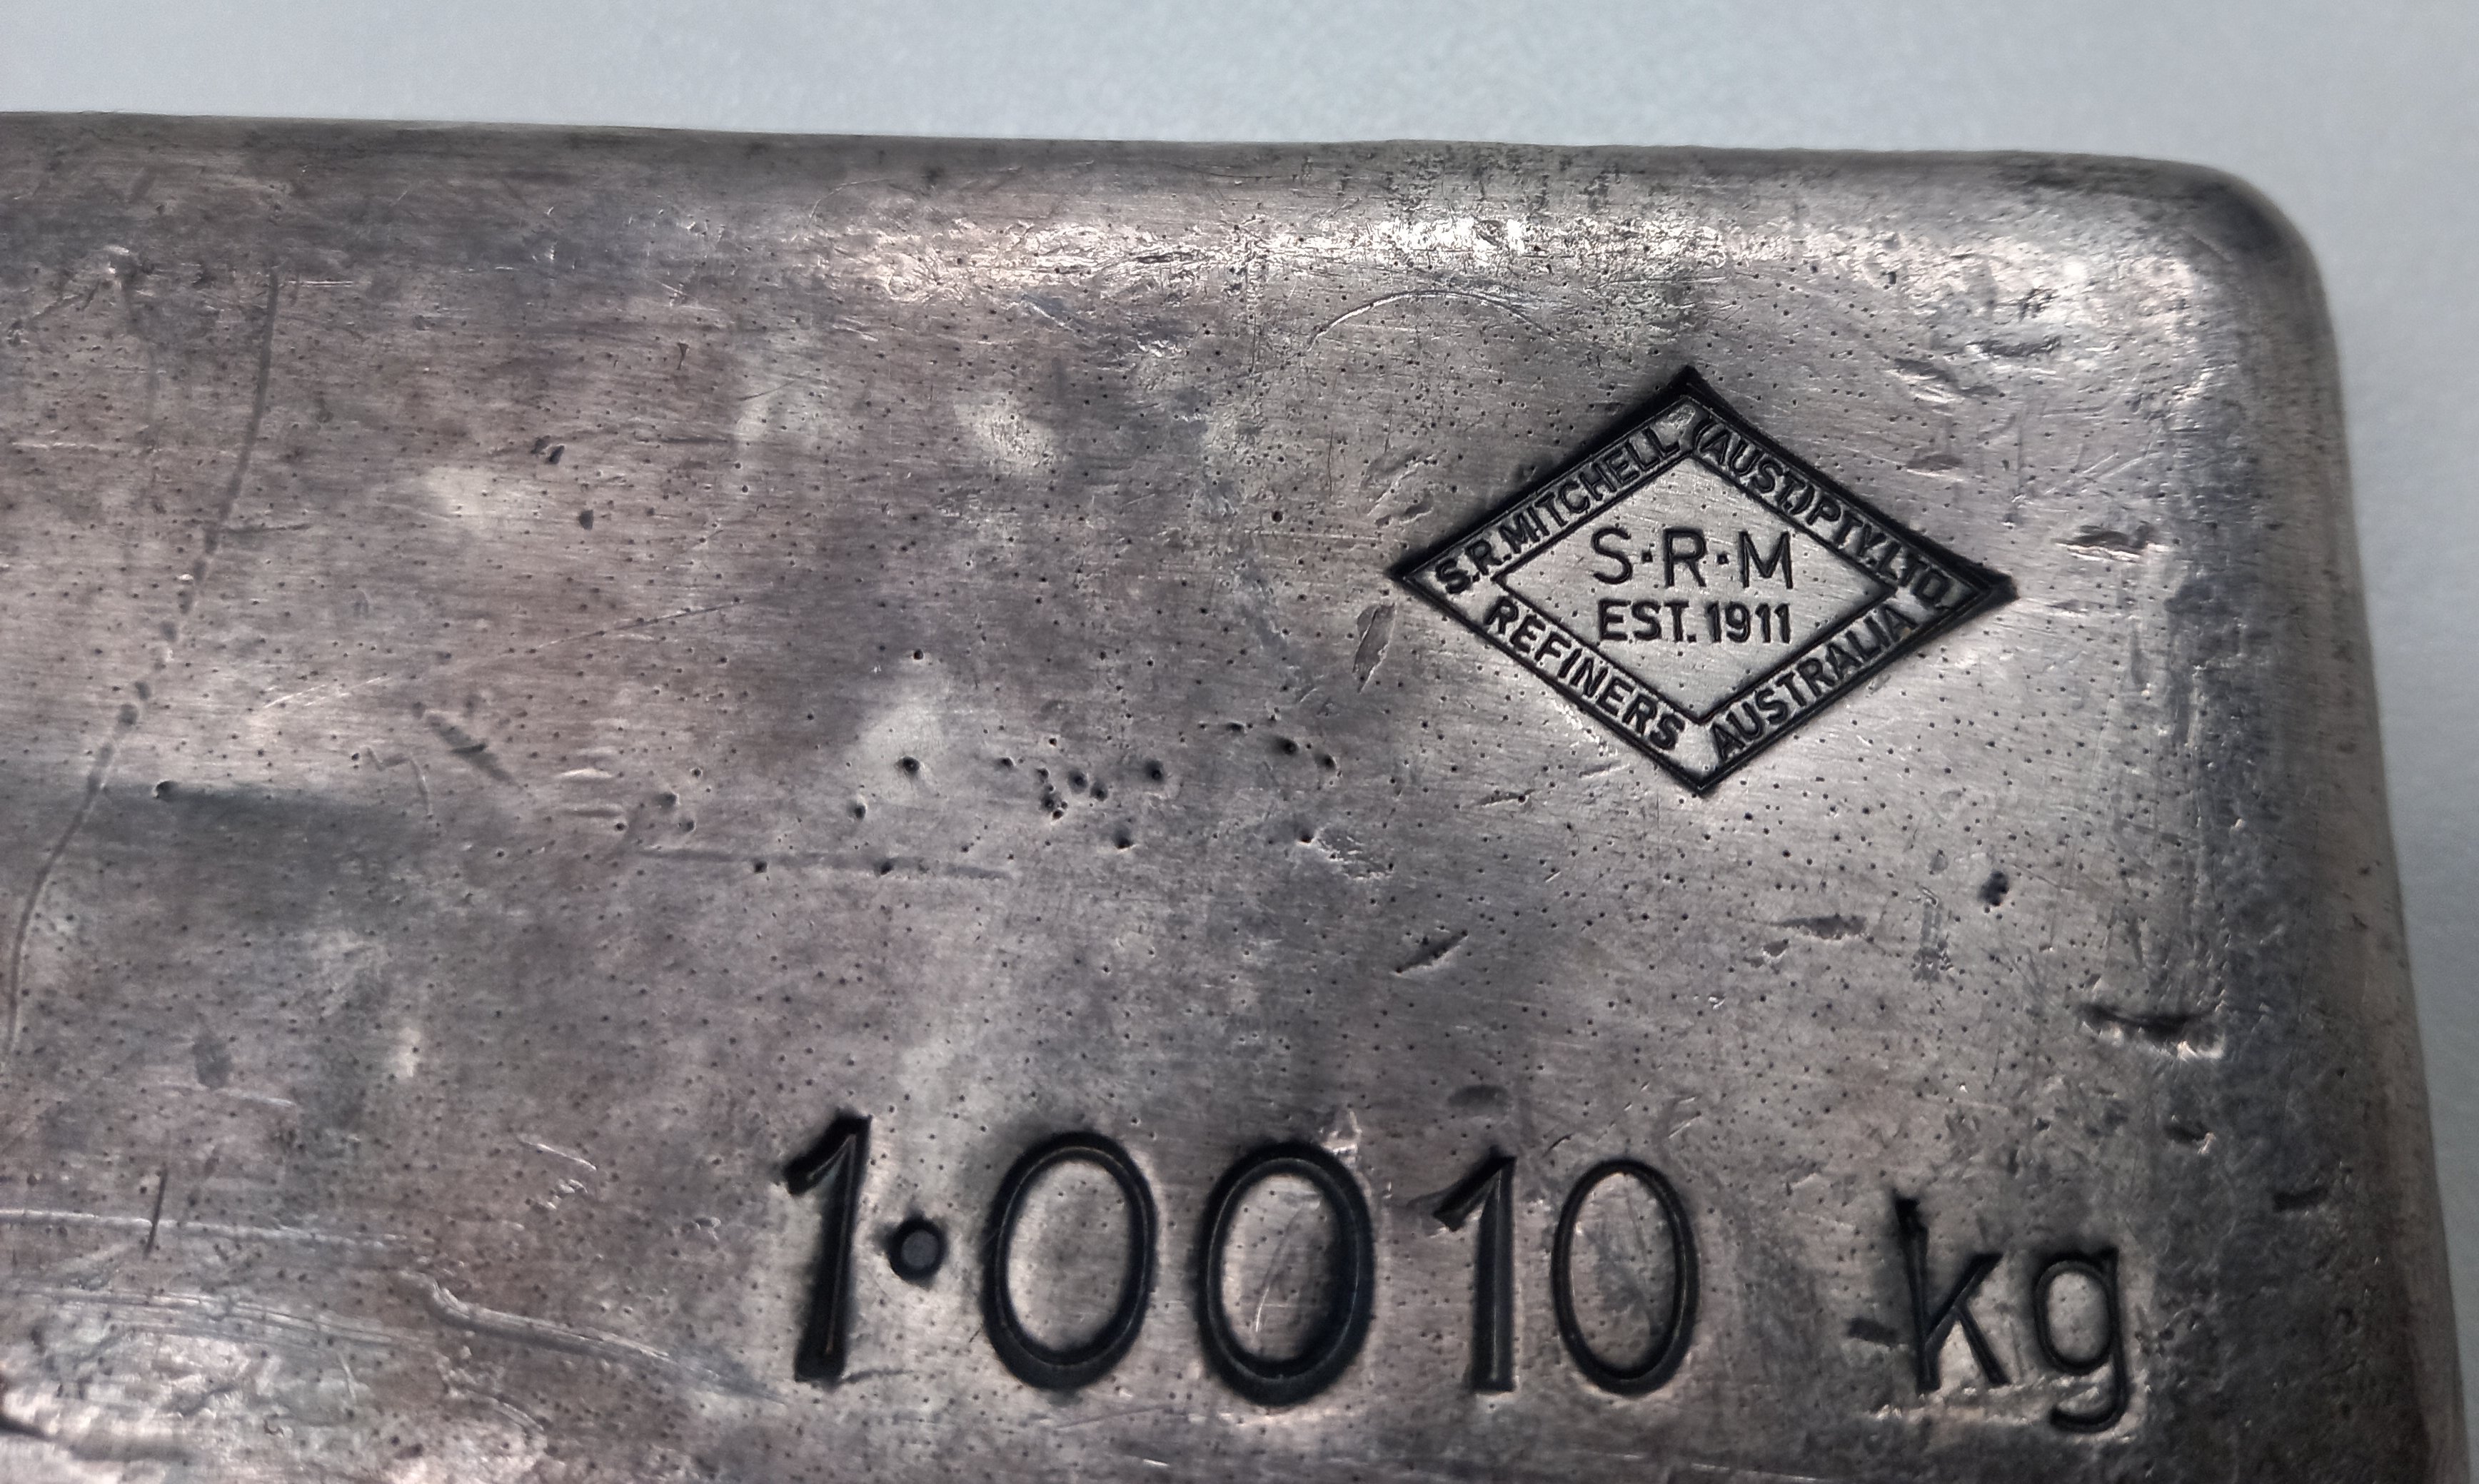 S.R.MITCHELL (AUST.)PTY.LTD.
S·R·M
EST. 1911
REFINERS AUSTRALIA
1·0010 kg